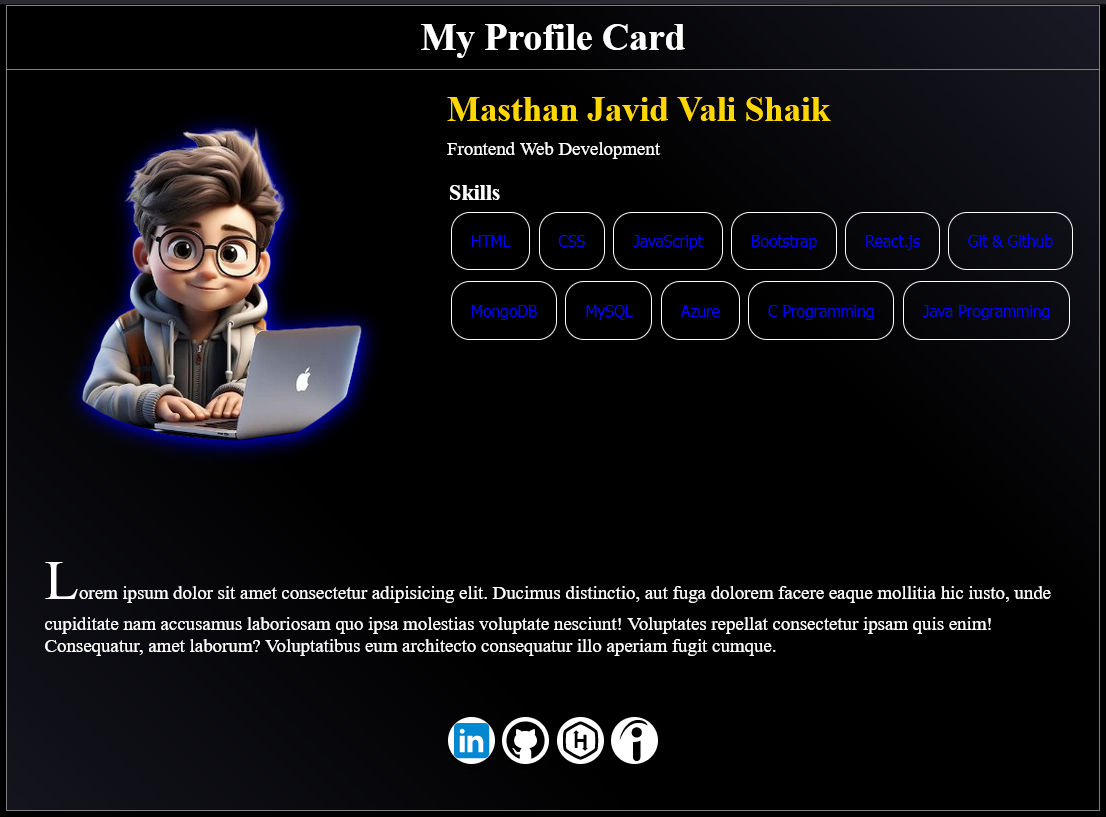 My Profile Card
Masthan Javid Vali Shaik
Frontend Web Development
Skills
HTML CSS JavaScript Bootstrap React.js Git & Github
MongoDB MySQL Azure C Programming Java Programming
Lorem ipsum dolor sit amet consectetur adipisicing elit. Ducimus distinctio, aut fuga dolorem facere eaque mollitia hic iusto, unde
cupiditate nam accusamus laboriosam quo ipsa molestias voluptate nesciunt! Voluptates repellat consectetur ipsam quis enim!
Consequatur, amet laborum? Voluptatibus eum architecto consequatur illo aperiam fugit cumque.
in H i